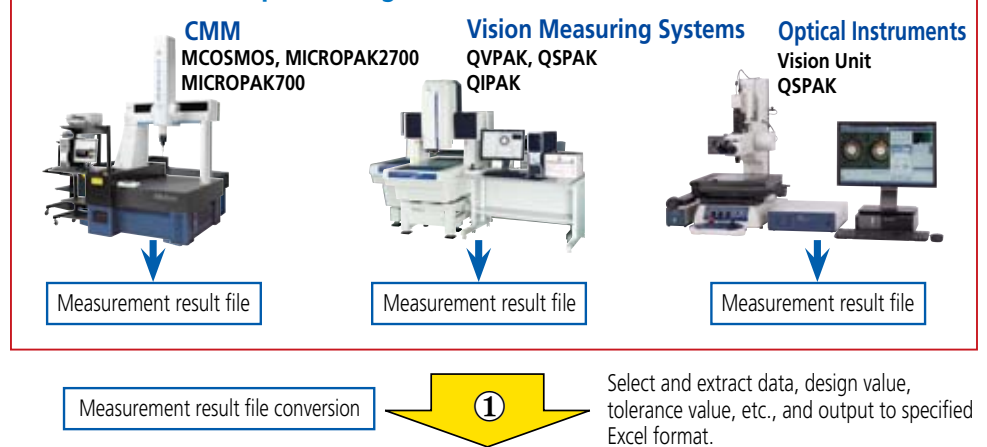 CMM
MCOSMOS, MICROPAK2700
MICROPAK700
Vision Measuring Systems
QVPAK, QSPAK
QIPAK
Optical Instruments
Vision Unit
QSPAK
Measurement result file
Measurement result file
Measurement result file
Measurement result file conversion
①
Select and extract data, design value,
tolerance value, etc., and output to specified
Excel format.